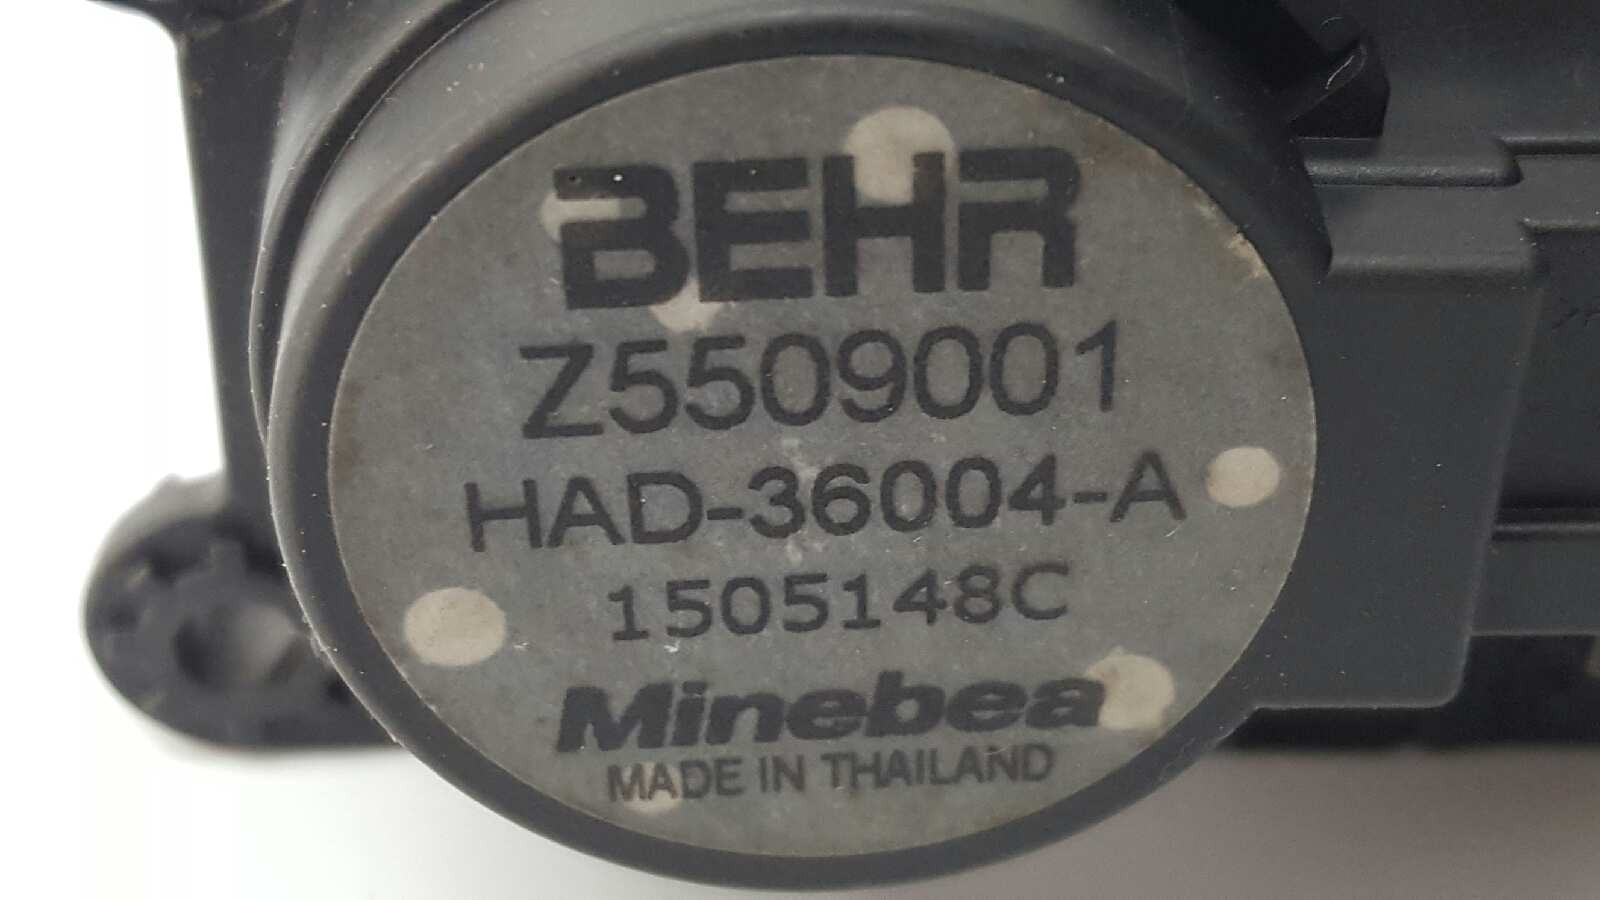 BEHR
Z5509001
HAD-36004-A
1505148C
Minebea
MADE IN THAILAND